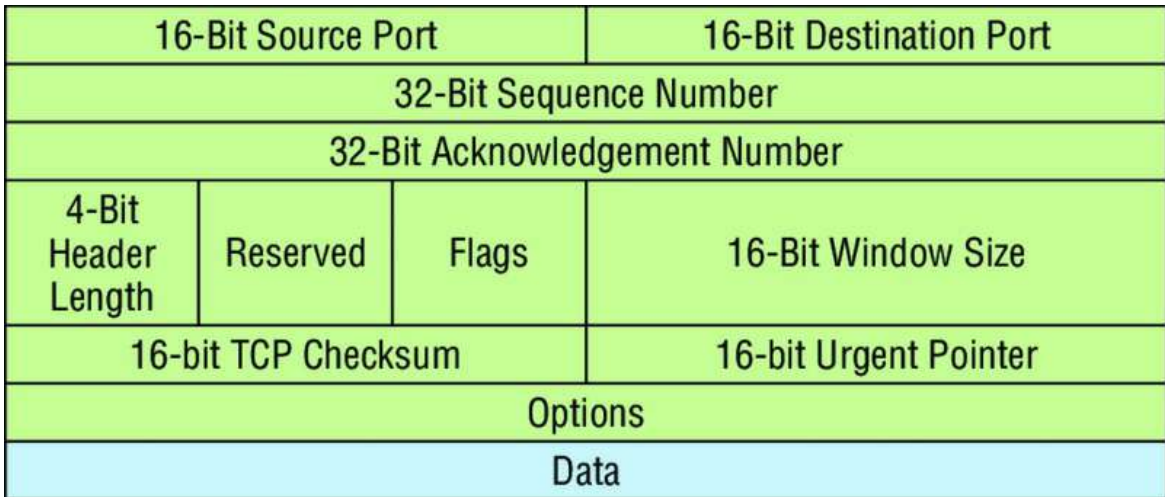 16-Bit Source Port
16-Bit Destination Port
32-Bit Sequence Number
32-Bit Acknowledgement Number
4-Bit
Header
Length
Reserved
Flags
16-Bit Window Size
16-bit TCP Checksum
16-bit Urgent Pointer
Options
Data